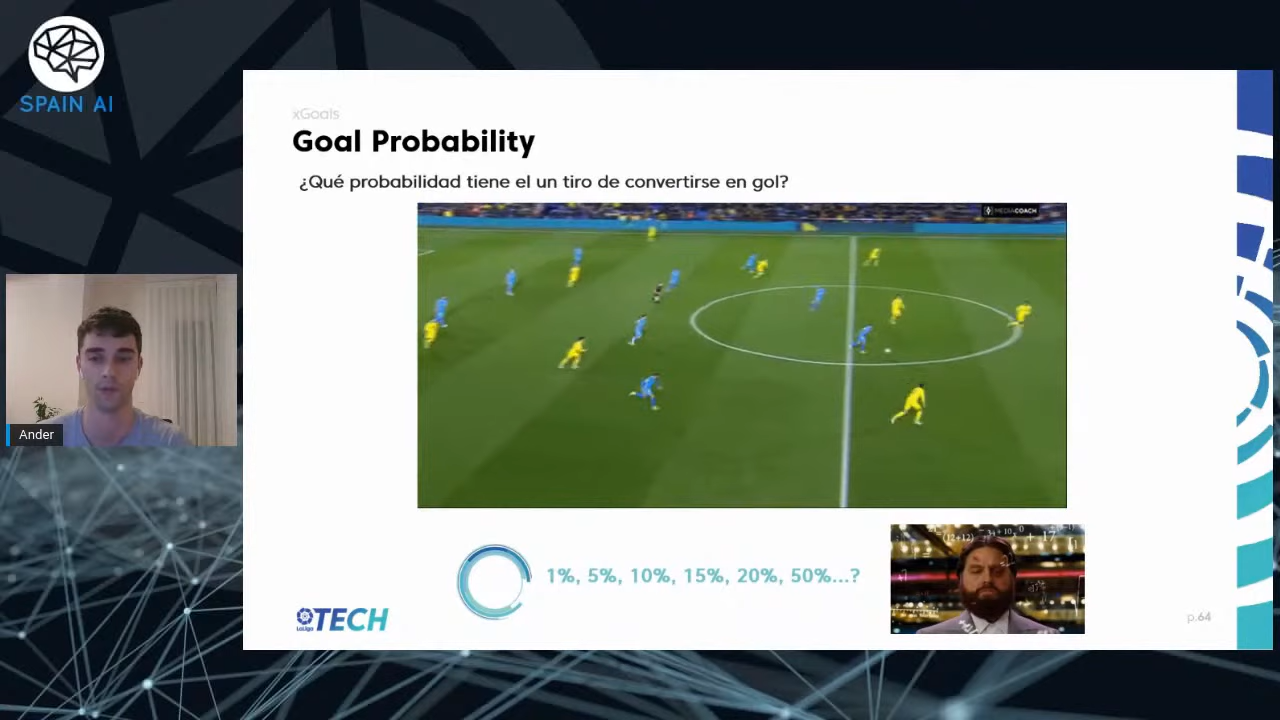 SPAIN AI
xGoals
Goal Probability
¿Qué probabilidad tiene el un tiro de convertirse en gol?
MEDIACOACH
Ander
1%, 5%, 10%, 15%, 20%, 50%...?
LaLiga TECH
p.64